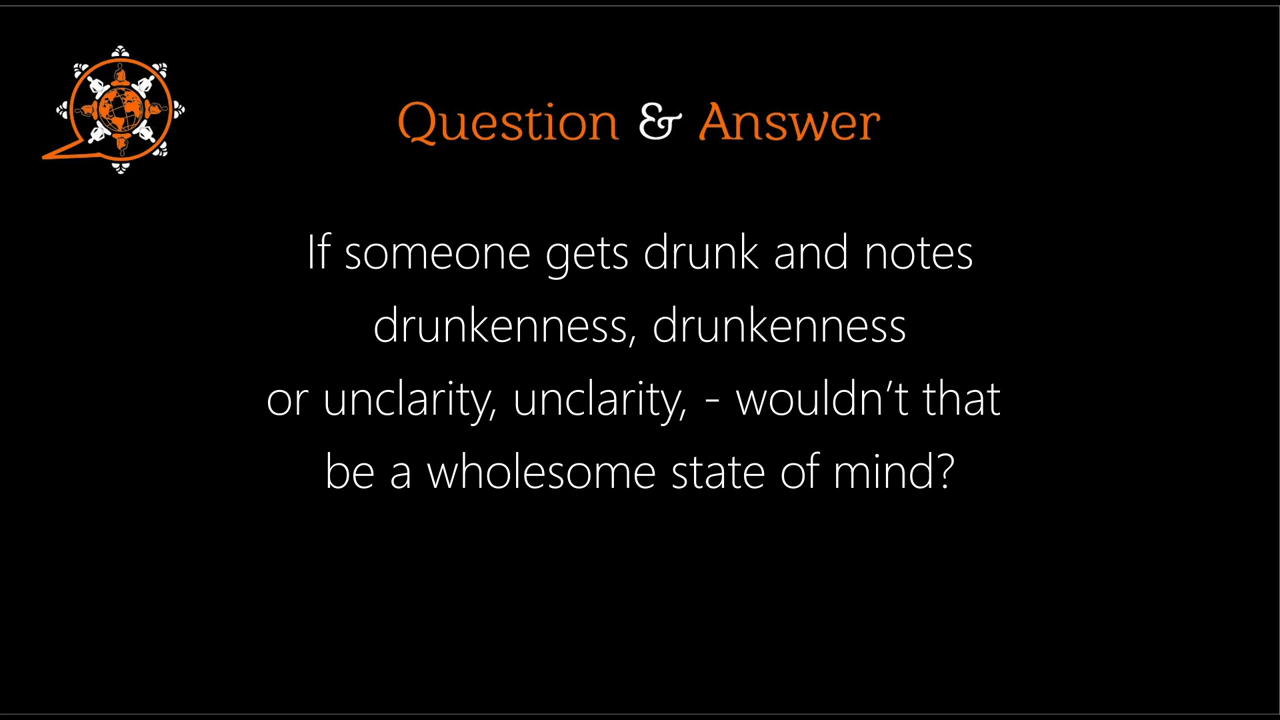 Question & Answer
If someone gets drunk and notes
drunkenness, drunkenness
or unclarity, unclarity, - wouldn't that
be a wholesome state of mind?